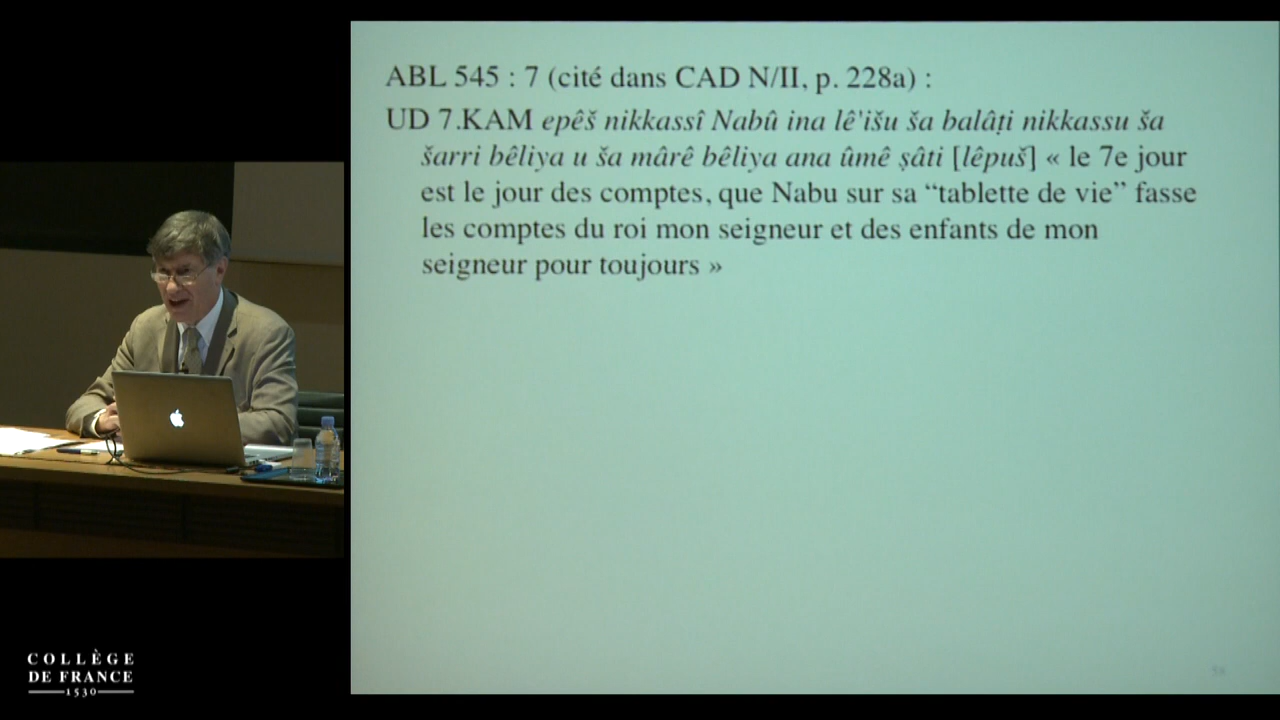 ABL 545 : 7 (cité dans CAD N/II, p. 228a) :
UD 7.KAM epêš nikkassî Nabû ina lê'išu ša balâṭi nikkassu ša
šarri bêliya u ša mârê bêliya ana ûmê ṣâti [lêpuš] « le 7e jour
est le jour des comptes, que Nabu sur sa “tablette de vie” fasse
les comptes du roi mon seigneur et des enfants de mon
seigneur pour toujours »
COLLÈGE
DE FRANCE
1530